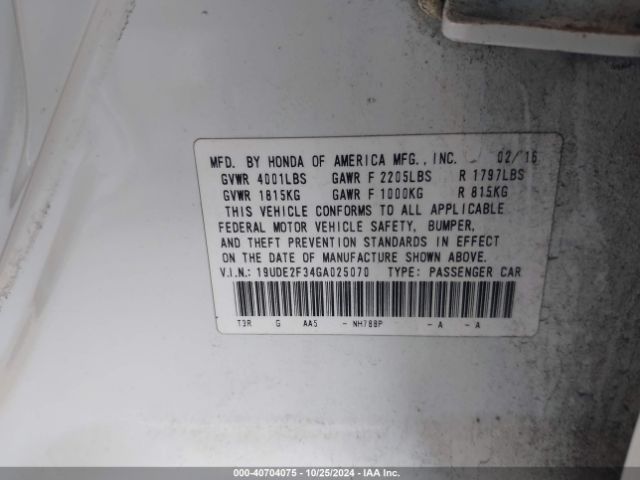 MFD. BY HONDA OF AMERICA MFG., INC. 02/16
GVWR 4001LBS GAWR F 2205LBS R 1797LBS
GVWR 1815KG GAWR F 1000KG R 815KG
THIS VEHICLE CONFORMS TO ALL APPLICABLE
FEDERAL MOTOR VEHICLE SAFETY, BUMPER,
AND THEFT PREVENTION STANDARDS IN EFFECT
ON THE DATE OF MANUFACTURE SHOWN ABOVE.
V.I.N.: 19UDE2F34GA025070 TYPE: PASSENGER CAR
T3R G AA5 - NH788P - A - A
000-40704075 - 10/25/2024 - IAA Inc.